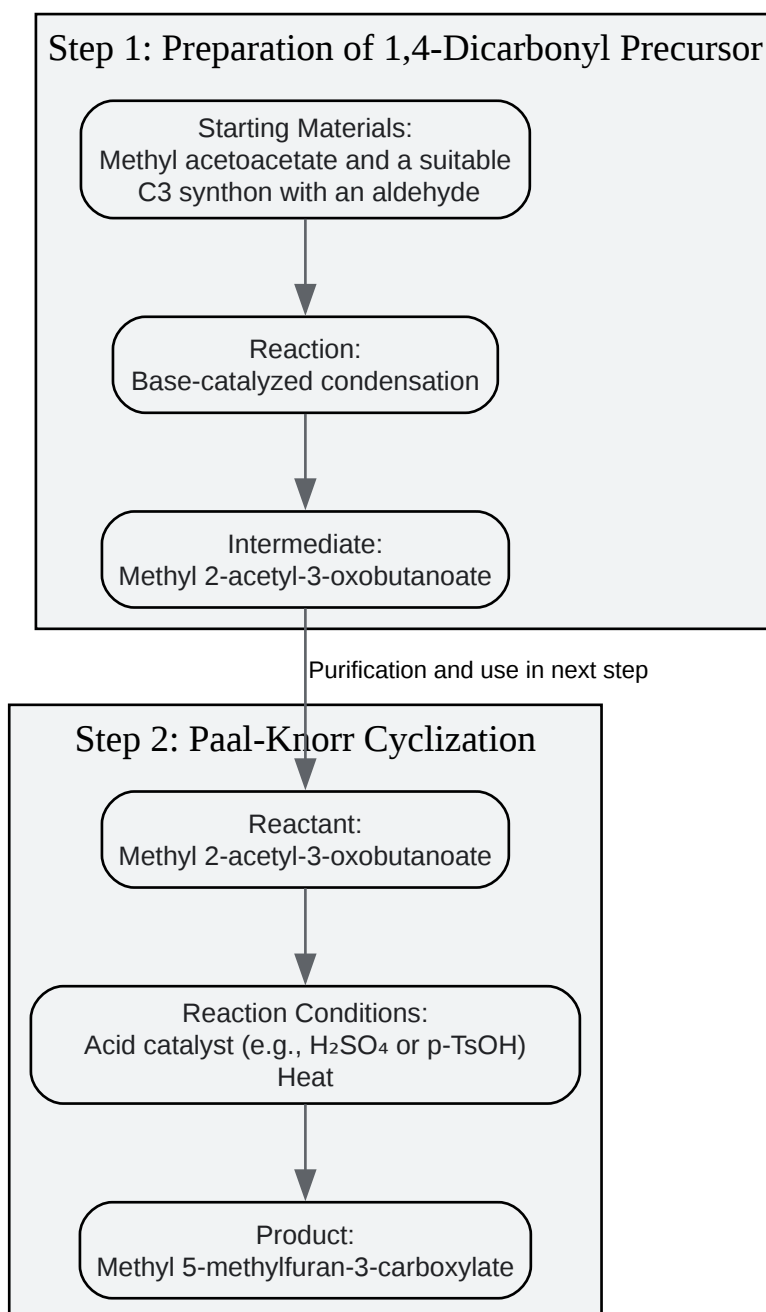 Step 1: Preparation of 1,4-Dicarbonyl Precursor
Starting Materials:
Methyl acetoacetate and a suitable
C3 synthon with an aldehyde
Reaction:
Base-catalyzed condensation
Intermediate:
Methyl 2-acetyl-3-oxobutanoate
Purification and use in next step
Step 2: Paal-Knorr Cyclization
Reactant:
Methyl 2-acetyl-3-oxobutanoate
Reaction Conditions:
Acid catalyst (e.g., H₂SO₄ or p-TsOH)
Heat
Product:
Methyl 5-methylfuran-3-carboxylate